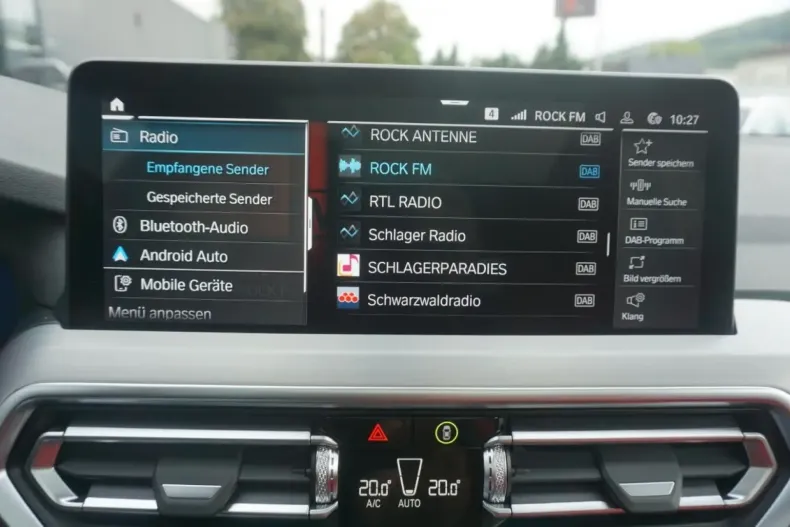 4 ROCK FM 10:27
Radio
Empfangene Sender
Gespeicherte Sender
Bluetooth-Audio
Android Auto
Mobile Geräte
Menü anpassen
ROCK ANTENNE DAB
ROCK FM DAB
RTL RADIO DAB
Schlager Radio DAB
SCHLAGERPARADIES DAB
Schwarzwaldradio DAB
Sender speichern
Manuelle Suche
DAB-Programm
Bild vergrößern
Klang
20.0° 20.0°
A/C AUTO